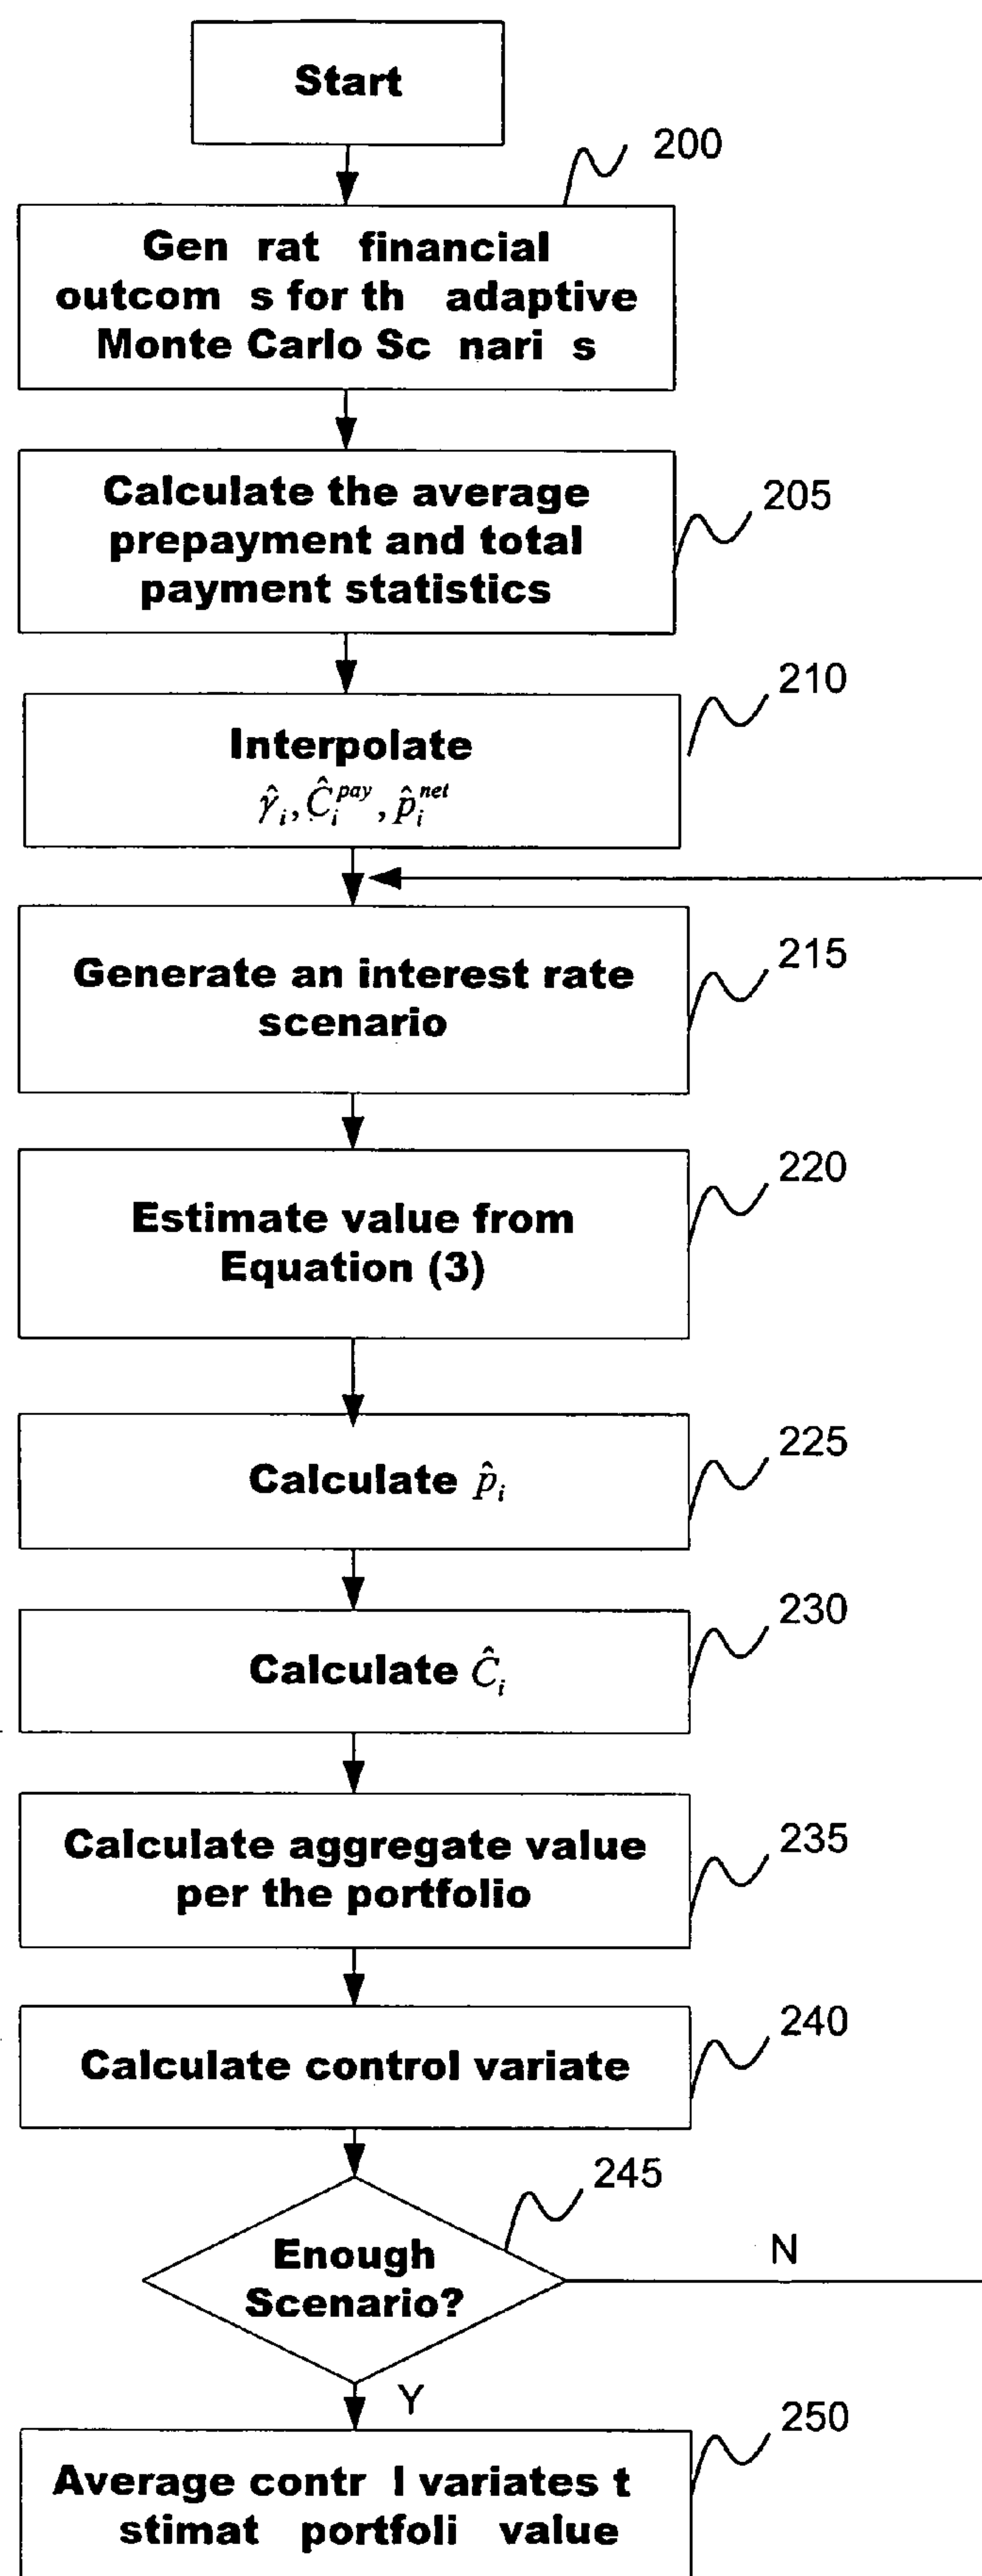 Start
200
Gen rat financial
outcom s for th adaptive
Monte Carlo Sc nari s
Calculate the average
prepayment and total
payment statistics
205
210
Interpolate
γ̂ᵢ, Ĉᵢᵖᵃʸ, p̂ᵢⁿᵉᵗ
Generate an interest rate
scenario
215
220
Estimate value from
Equation (3)
225
Calculate p̂ᵢ
230
Calculate Ĉᵢ
Calculate aggregate value
per the portfolio
235
240
Calculate control variate
245
Enough
Scenario?
N
Y
250
Average contr l variates t
stimat portfoli value